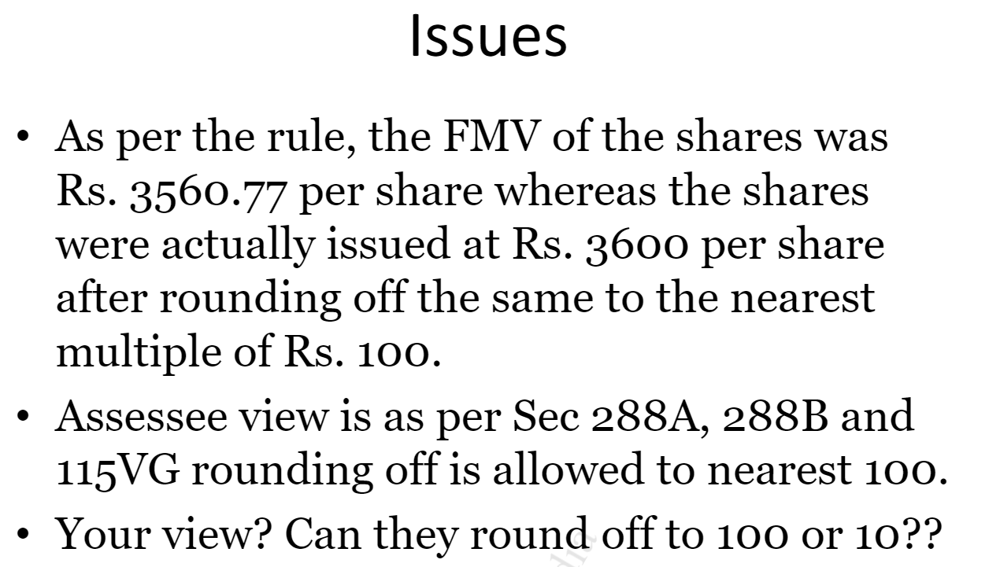 Issues
• As per the rule, the FMV of the shares was
Rs. 3560.77 per share whereas the shares
were actually issued at Rs. 3600 per share
after rounding off the same to the nearest
multiple of Rs. 100.
• Assessee view is as per Sec 288A, 288B and
115VG rounding off is allowed to nearest 100.
• Your view? Can they round off to 100 or 10??